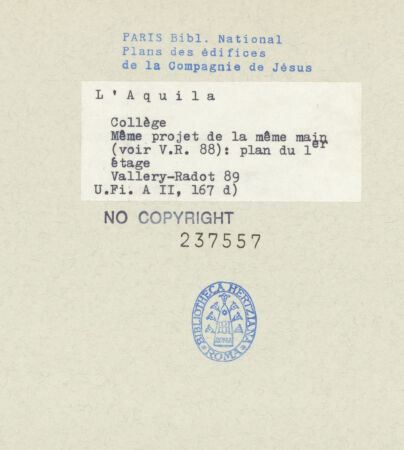 PARIS Bibl. National
Plans des édifices
de la Compagnie de Jésus
L'Aquila
Collège
Même projet de la même main
(voir V.R. 88): plan du 1er
étage
Vallery-Radot 89
U.Fi. A II, 167 d)
NO COPYRIGHT
237557
BIBLIOTHECA HERTZIANA
ROMA